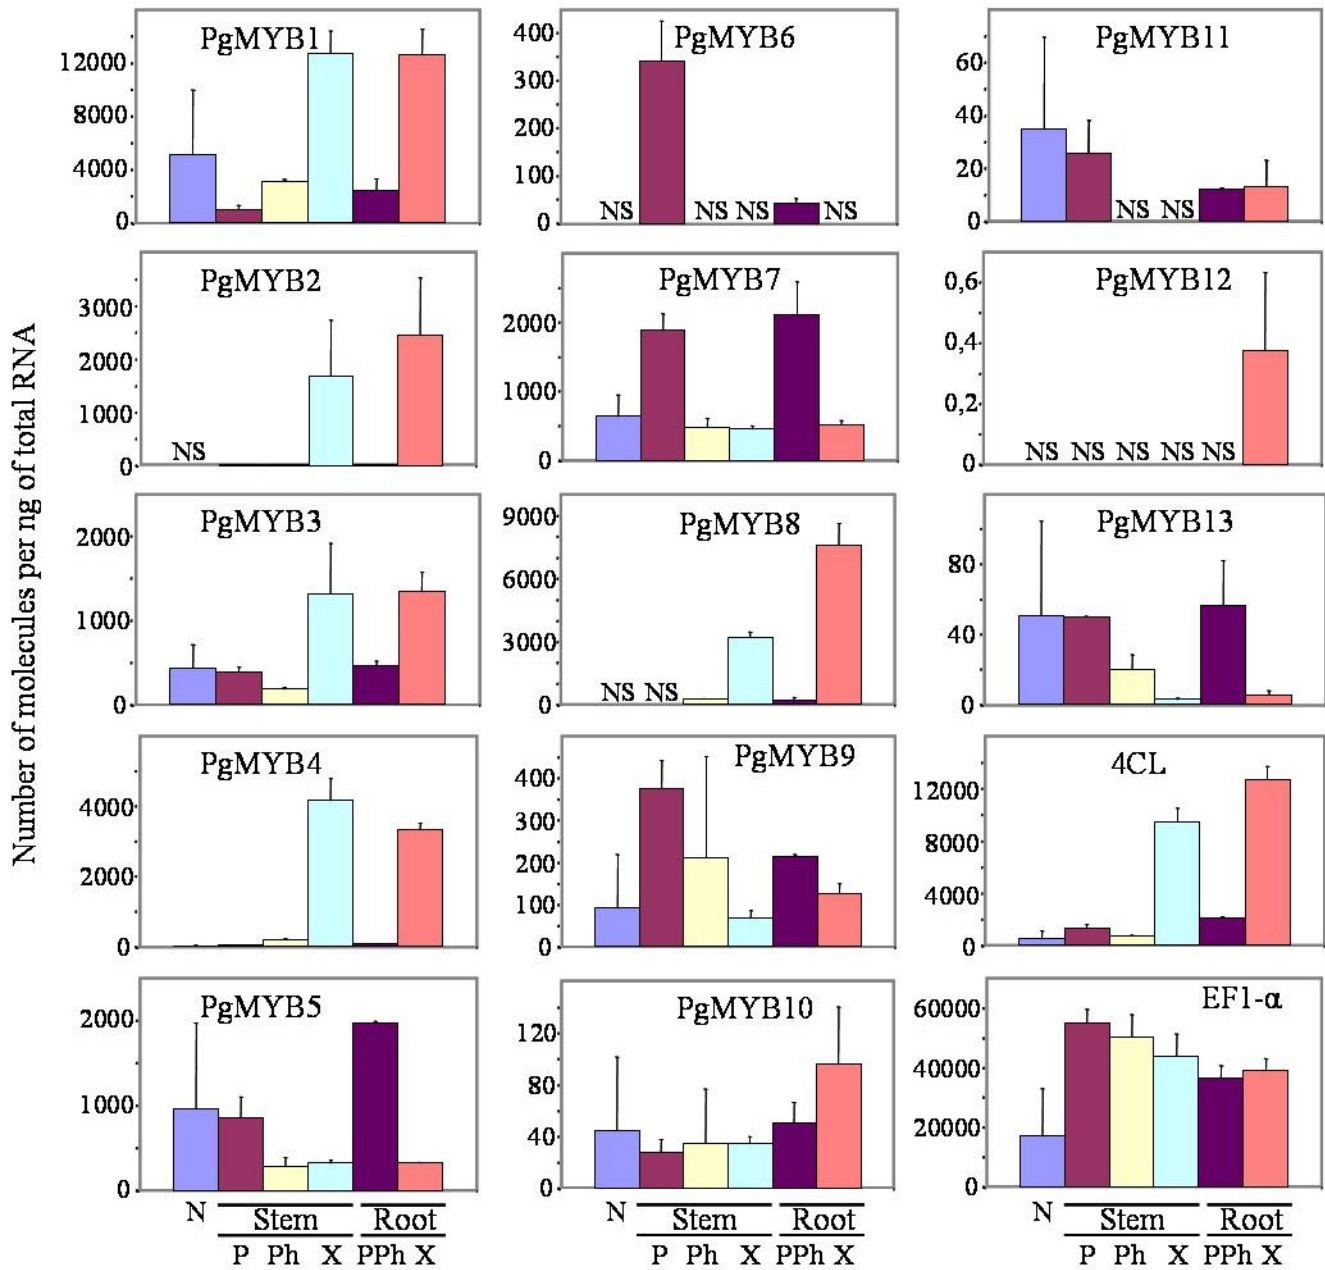 Number of molecules per ng of total RNA
PgMYB1
12000
8000
4000
0
PgMYB6
400
300
200
100
0
NS NS NS NS
PgMYB11
60
40
20
0
NS NS
PgMYB2
3000
2000
1000
0
NS
PgMYB7
2000
1000
0
PgMYB12
0,6
0,4
0,2
0
NS NS NS NS NS
PgMYB3
2000
1000
0
PgMYB8
9000
6000
3000
0
NS NS
PgMYB13
80
40
0
PgMYB4
4000
2000
0
PgMYB9
400
300
200
100
0
4CL
12000
8000
4000
0
PgMYB5
2000
1000
0
PgMYB10
120
80
40
0
EF1-α
60000
40000
20000
0
N Stem Root
P Ph X PPh X
N Stem Root
P Ph X PPh X
N Stem Root
P Ph X PPh X